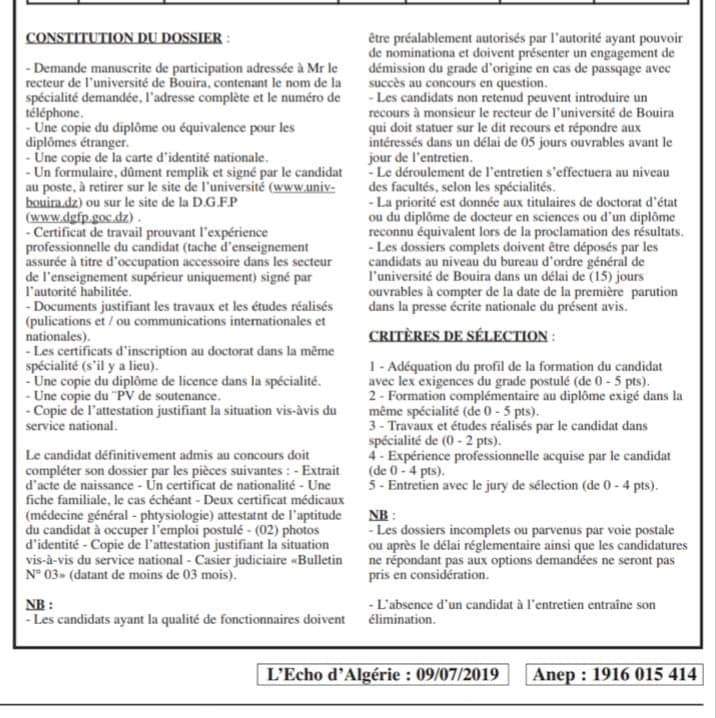 CONSTITUTION DU DOSSIER :
- Demande manuscrite de participation adressée à Mr le
recteur de l'université de Bouira, contenant le nom de la
spécialité demandée, l'adresse complète et le numéro de
téléphone.
- Une copie du diplôme ou équivalence pour les
diplômes étranger.
- Une copie de la carte d'identité nationale.
- Un formulaire, dûment remplik et signé par le candidat
au poste, à retirer sur le site de l'université (www.univ-
bouira.dz) ou sur le site de la D.G.F.P
(www.dgfp.goc.dz) .
- Certificat de travail prouvant l'expérience
professionnelle du candidat (tache d'enseignement
assurée à titre d'occupation accessoire dans les secteur
de l'enseignement supérieur uniquement) signé par
l'autorité habilitée.
- Documents justifiant les travaux et les études réalisés
(pulications et / ou communications internationales et
nationales).
- Les certificats d'inscription au doctorat dans la même
spécialité (s'il y a lieu).
- Une copie du diplôme de licence dans la spécialité.
- Une copie du ¨PV de soutenance.
- Copie de l'attestation justifiant la situation vis-àvis du
service national.
Le candidat définitivement admis au concours doit
compléter son dossier par les pièces suivantes : - Extrait
d'acte de naissance - Un certificat de nationalité - Une
fiche familiale, le cas échéant - Deux certificat médicaux
(médecine général - phtysiologie) attestatnt de l'aptitude
du candidat à occuper l'emploi postulé - (02) photos
d'identité - Copie de l'attestation justifiant la situation
vis-à-vis du service national - Casier judiciaire «Bulletin
N° 03» (datant de moins de 03 mois).
NB :
- Les candidats ayant la qualité de fonctionnaires doivent
être préalablement autorisés par l'autorité ayant pouvoir
de nominationa et doivent présenter un engagement de
démission du grade d'origine en cas de passqage avec
succès au concours en question.
- Les candidats non retenud peuvent introduire un
recours à monsieur le recteur de l'université de Bouira
qui doit statuer sur le dit recours et répondre aux
intéressés dans un délai de 05 jours ouvrables avant le
jour de l'entretien.
- Le déroulement de l'entretien s'effectuera au niveau
des facultés, selon les spécialités.
- La priorité est donnée aux titulaires de doctorat d'état
ou du diplôme de docteur en sciences ou d'un diplôme
reconnu équivalent lors de la proclamation des résultats.
- Les dossiers complets doivent être déposés par les
candidats au niveau du bureau d'ordre général de
l'université de Bouira dans un délai de (15) jours
ouvrables à compter de la date de la première parution
dans la presse écrite nationale du présent avis.
CRITÈRES DE SÉLECTION :
1 - Adéquation du profil de la formation du candidat
avec lex exigences du grade postulé (de 0 - 5 pts).
2 - Formation complémentaire au diplôme exigé dans la
même spécialité (de 0 - 5 pts).
3 - Travaux et études réalisés par le candidat dans
spécialité de (0 - 2 pts).
4 - Expérience professionnelle acquise par le candidat
(de 0 - 4 pts).
5 - Entretien avec le jury de sélection (de 0 - 4 pts).
NB :
- Les dossiers incomplets ou parvenus par voie postale
ou après le délai réglementaire ainsi que les candidatures
ne répondant pas aux options demandées ne seront pas
pris en considération.
- L'absence d'un candidat à l'entretien entraîne son
élimination.
L'Echo d'Algérie : 09/07/2019
Anep : 1916 015 414